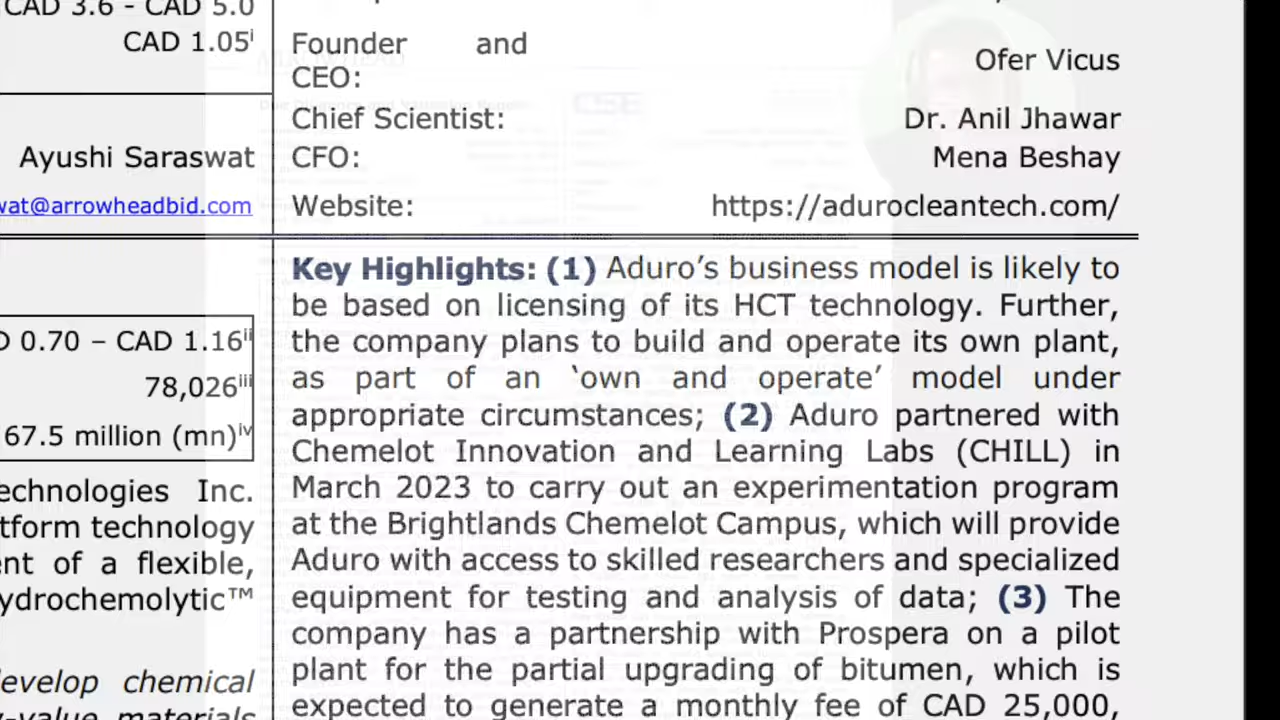 CAD 3.6 - CAD 5.0
CAD 1.05i
Ayushi Saraswat
wat@arrowheadbid.com
0.70 – CAD 1.16ii
78,026iii
67.5 million (mn)iv
echnologies Inc.
tform technology
nt of a flexible,
ydrochemolytic™
evelop chemical
-value materials
Founder and
CEO:
Ofer Vicus
Chief Scientist: Dr. Anil Jhawar
CFO: Mena Beshay
Website: https://adurocleantech.com/
Key Highlights: (1) Aduro’s business model is likely to
be based on licensing of its HCT technology. Further,
the company plans to build and operate its own plant,
as part of an ‘own and operate’ model under
appropriate circumstances; (2) Aduro partnered with
Chemelot Innovation and Learning Labs (CHILL) in
March 2023 to carry out an experimentation program
at the Brightlands Chemelot Campus, which will provide
Aduro with access to skilled researchers and specialized
equipment for testing and analysis of data; (3) The
company has a partnership with Prospera on a pilot
plant for the partial upgrading of bitumen, which is
expected to generate a monthly fee of CAD 25,000,